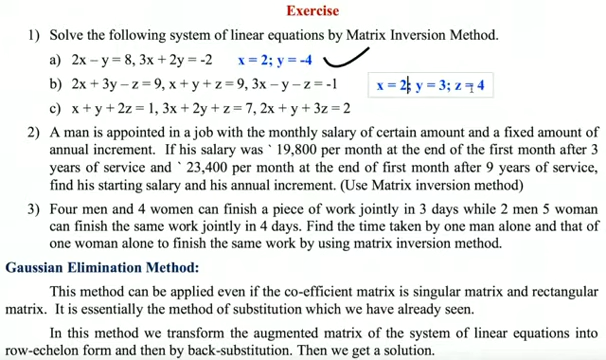 Exercise
1) Solve the following system of linear equations by Matrix Inversion Method.
a) 2x – y = 8, 3x + 2y = -2 x = 2; y = -4
b) 2x + 3y – z = 9, x + y + z = 9, 3x – y – z = -1 x = 2; y = 3; z = 4
c) x + y + 2z = 1, 3x + 2y + z = 7, 2x + y + 3z = 2
2) A man is appointed in a job with the monthly salary of certain amount and a fixed amount of
annual increment. If his salary was ` 19,800 per month at the end of the first month after 3
years of service and ` 23,400 per month at the end of first month after 9 years of service,
find his starting salary and his annual increment. (Use Matrix inversion method)
3) Four men and 4 women can finish a piece of work jointly in 3 days while 2 men 5 woman
can finish the same work jointly in 4 days. Find the time taken by one man alone and that of
one woman alone to finish the same work by using matrix inversion method.
Gaussian Elimination Method:
This method can be applied even if the co-efficient matrix is singular matrix and rectangular
matrix. It is essentially the method of substitution which we have already seen.
In this method we transform the augmented matrix of the system of linear equations into
row-echelon form and then by back-substitution. Then we get a solution.